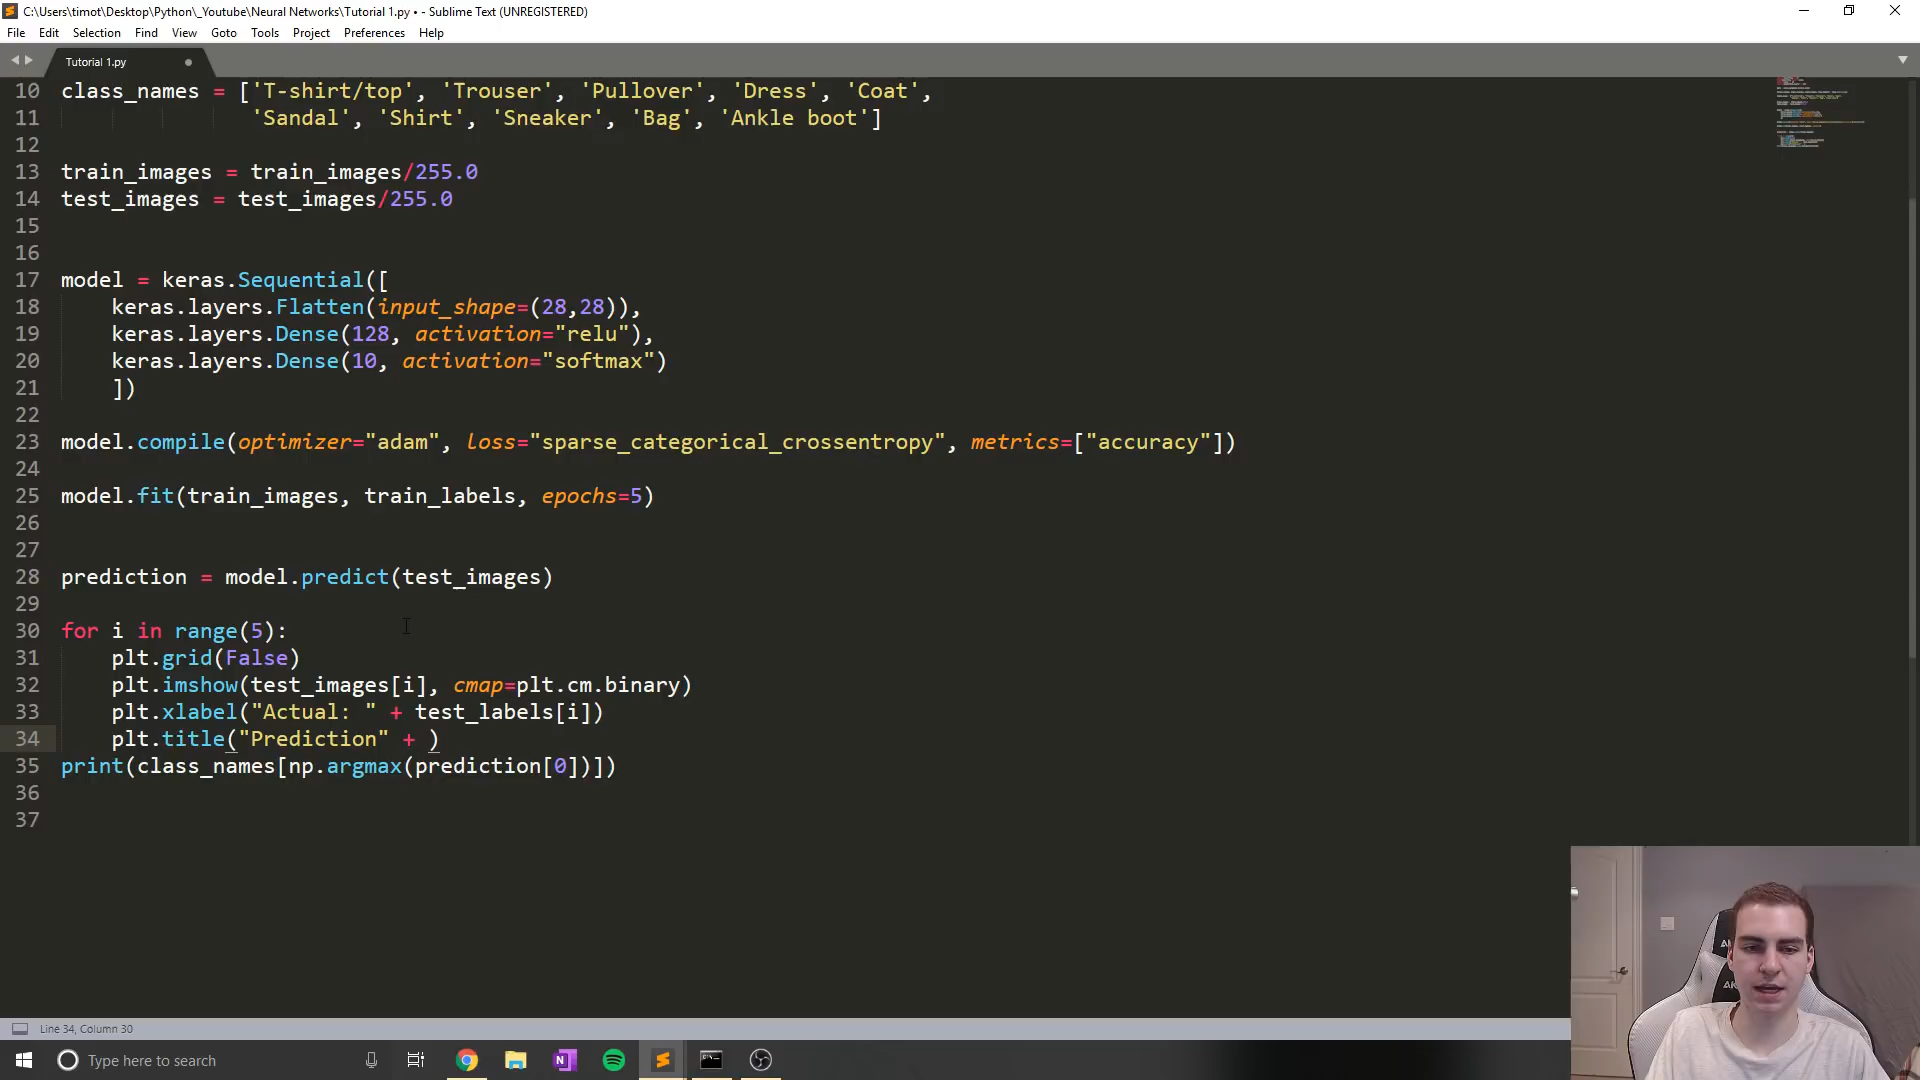 C:\Users\timot\Desktop\Python\_Youtube\Neural Networks\Tutorial 1.py • - Sublime Text (UNREGISTERED)
File Edit Selection Find View Goto Tools Project Preferences Help
Tutorial 1.py
10 class_names = ['T-shirt/top', 'Trouser', 'Pullover', 'Dress', 'Coat',
11 'Sandal', 'Shirt', 'Sneaker', 'Bag', 'Ankle boot']
12
13 train_images = train_images/255.0
14 test_images = test_images/255.0
15
16
17 model = keras.Sequential([
18 keras.layers.Flatten(input_shape=(28,28)),
19 keras.layers.Dense(128, activation="relu"),
20 keras.layers.Dense(10, activation="softmax")
21 ])
22
23 model.compile(optimizer="adam", loss="sparse_categorical_crossentropy", metrics=["accuracy"])
24
25 model.fit(train_images, train_labels, epochs=5)
26
27
28 prediction = model.predict(test_images)
29
30 for i in range(5):
31 plt.grid(False)
32 plt.imshow(test_images[i], cmap=plt.cm.binary)
33 plt.xlabel("Actual: " + test_labels[i])
34 plt.title("Prediction" + )
35 print(class_names[np.argmax(prediction[0])])
36
37
Line 34, Column 30
Type here to search